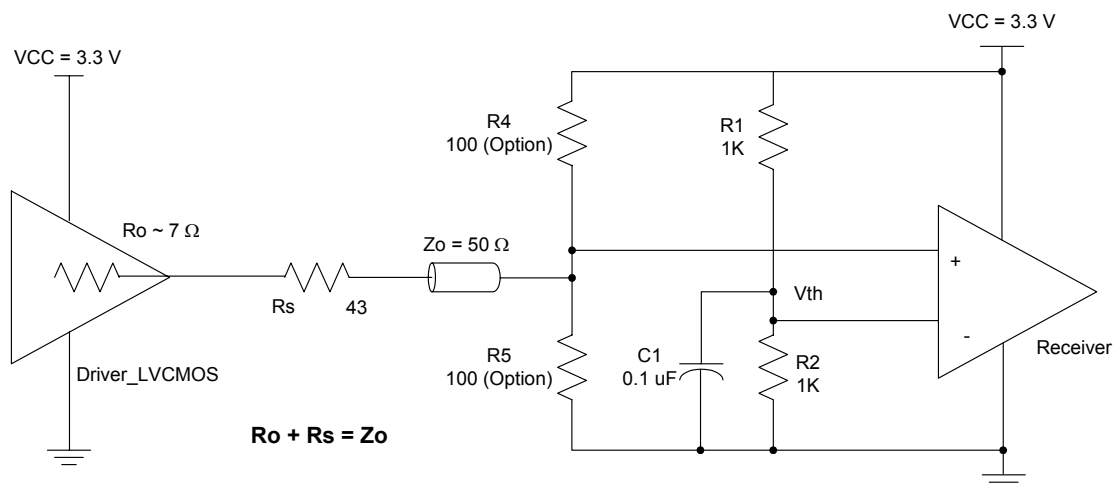 VCC = 3.3 V
VCC = 3.3 V
R4
100 (Option)
R1
1K
Ro ~ 7 Ω
Zo = 50 Ω
+
Rs
43
Vth
-
Receiver
R5
100 (Option)
C1
0.1 uF
R2
1K
Driver_LVCMOS
Ro + Rs = Zo